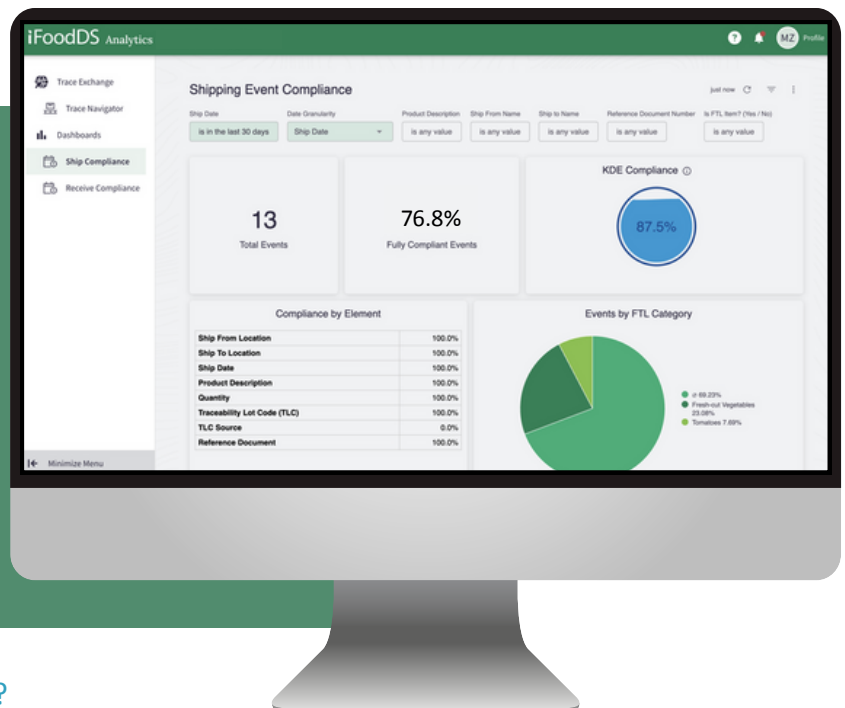 iFoodDS Analytics
? MZ Profile
Trace Exchange
Trace Navigator
Dashboards
Ship Compliance
Receive Compliance
Minimize Menu
Shipping Event Compliance
just now
Ship Date Date Granularity Product Description Ship From Name Ship to Name Reference Document Number Is FTL Item? (Yes / No)
is in the last 30 days Ship Date is any value is any value is any value is any value is any value
13
Total Events
76.8%
Fully Compliant Events
KDE Compliance
87.5%
Compliance by Element
Ship From Location 100.0%
Ship To Location 100.0%
Ship Date 100.0%
Product Description 100.0%
Quantity 100.0%
Traceability Lot Code (TLC) 100.0%
TLC Source 0.0%
Reference Document 100.0%
Events by FTL Category
ø 69.23%
Fresh-cut Vegetables
23.08%
Tomatoes 7.69%
?